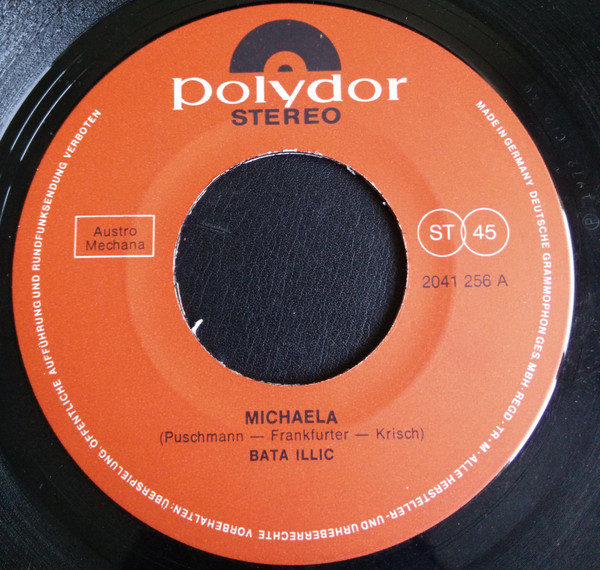 polydor
STEREO
Austro
Mechana
ST 45
2041 256 A
MICHAELA
(Puschmann — Frankfurter — Krisch)
BATA ILLIC
MADE IN GERMANY DEUTSCHE GRAMMOPHON GES. MBH · REGD · TR · M · ALLE HERSTELLER- UND URHEBERRECHTE VORBEHALTEN · ÜBERSPIELUNG, ÖFFENTLICHE AUFFÜHRUNG UND RUNDFUNKSENDUNG VERBOTEN